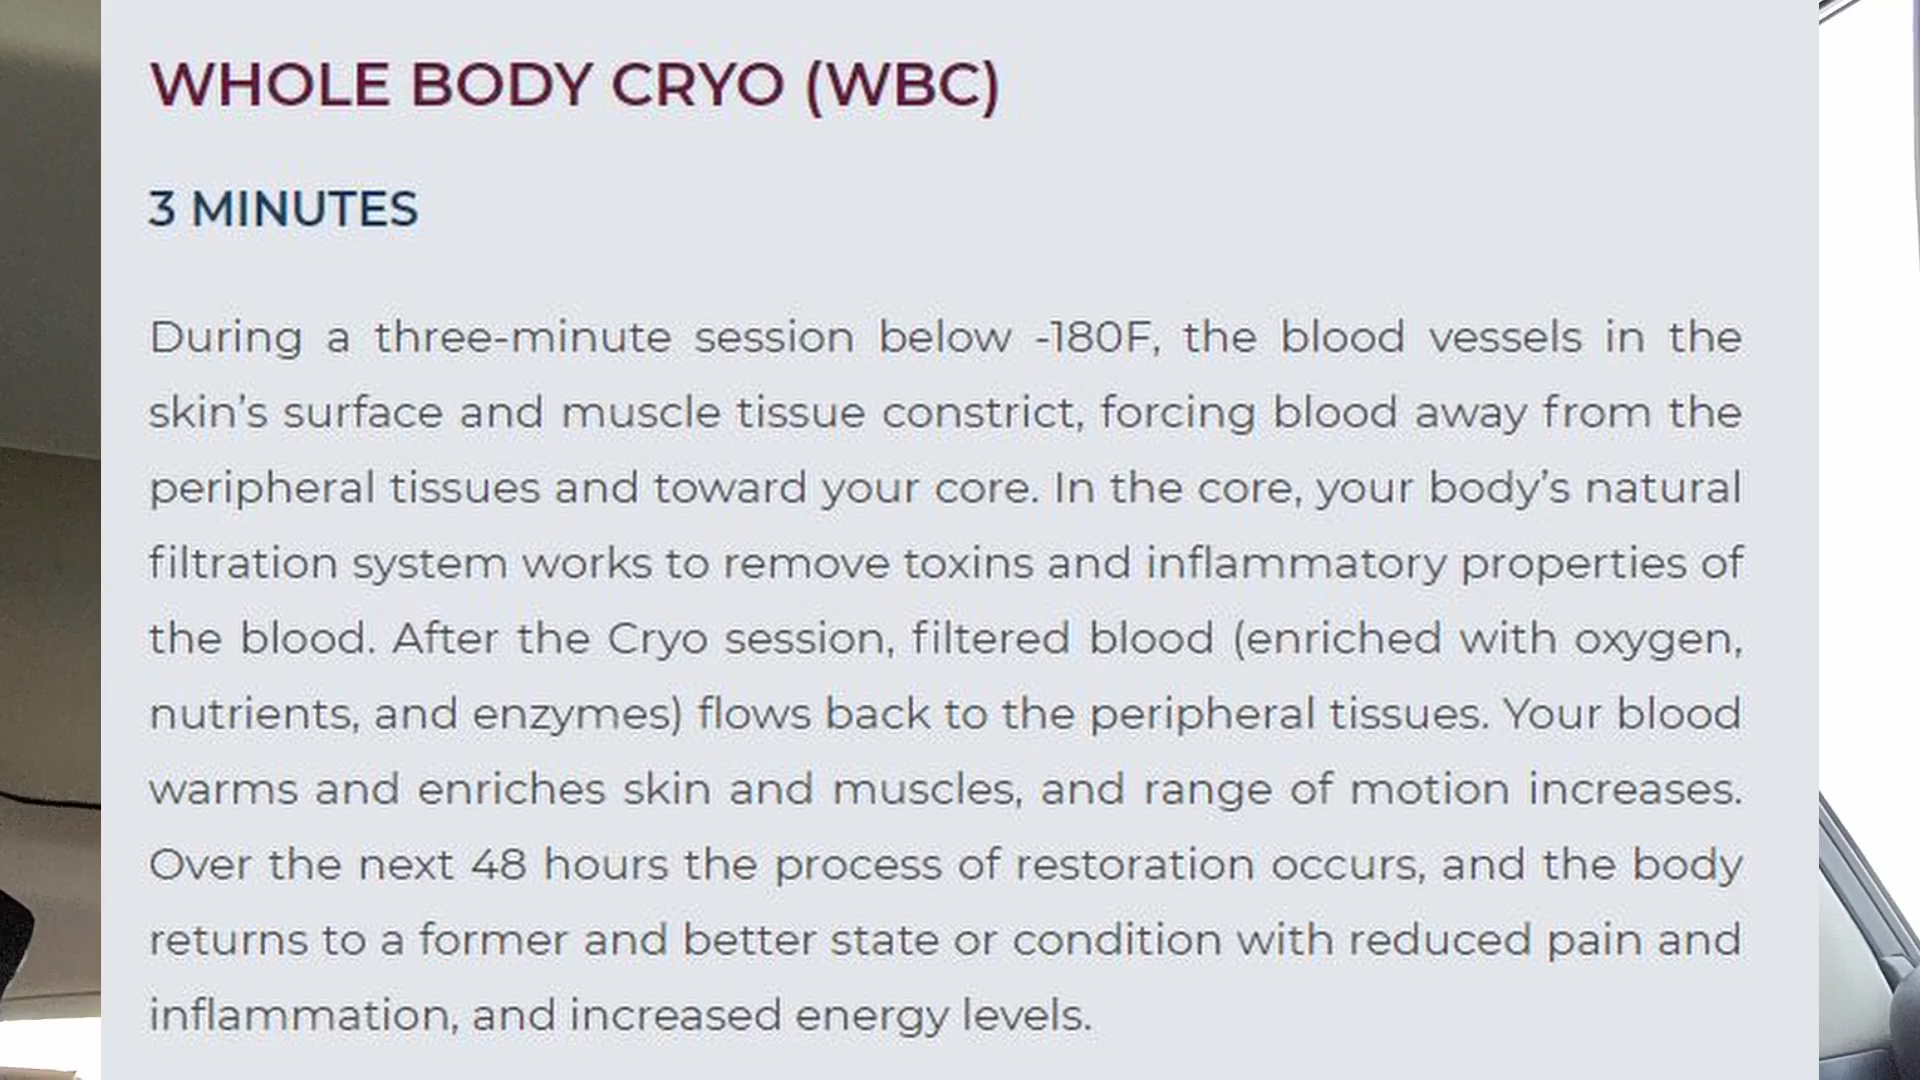 WHOLE BODY CRYO (WBC)
3 MINUTES
During a three-minute session below -180F, the blood vessels in the
skin’s surface and muscle tissue constrict, forcing blood away from the
peripheral tissues and toward your core. In the core, your body’s natural
filtration system works to remove toxins and inflammatory properties of
the blood. After the Cryo session, filtered blood (enriched with oxygen,
nutrients, and enzymes) flows back to the peripheral tissues. Your blood
warms and enriches skin and muscles, and range of motion increases.
Over the next 48 hours the process of restoration occurs, and the body
returns to a former and better state or condition with reduced pain and
inflammation, and increased energy levels.